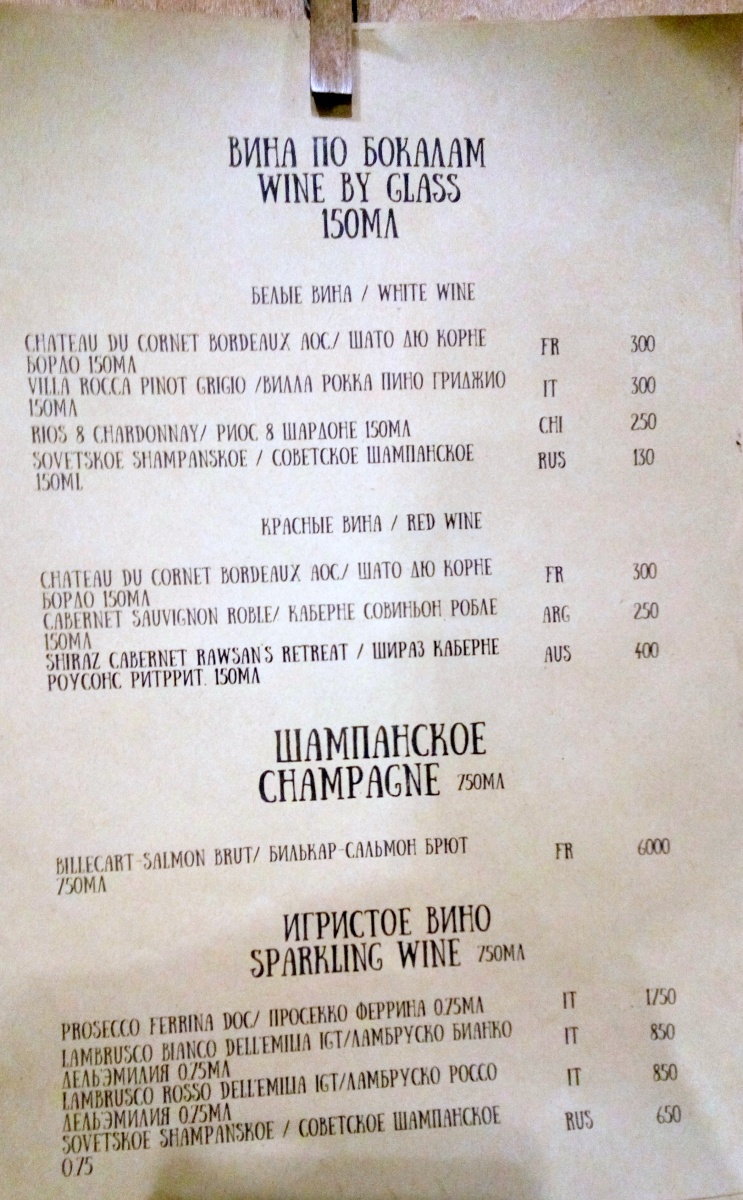 ВИНА ПО БОКАЛАМ
WINE BY GLASS
150МЛ
БЕЛЫЕ ВИНА / WHITE WINE
CHATEAU DU CORNET BORDEAUX AOC/ ШАТО ДЮ КОРНЕ FR 300
БОРДО 150МЛ
VILLA ROCCA PINOT GRIGIO /ВИЛЛА РОККА ПИНО ГРИДЖИО IT 300
150МЛ
RIOS 8 CHARDONNAY/ РИОС 8 ШАРДОНЕ 150МЛ CHI 250
SOVETSKOE SHAMPANSKOE / СОВЕТСКОЕ ШАМПАНСКОЕ RUS 130
150ML
КРАСНЫЕ ВИНА / RED WINE
CHATEAU DU CORNET BORDEAUX AOC/ ШАТО ДЮ КОРНЕ FR 300
БОРДО 150МЛ
CABERNET SAUVIGNON ROBLE/ КАБЕРНЕ СОВИНЬОН РОБЛЕ ARG 250
150МЛ
SHIRAZ CABERNET RAWSAN'S RETREAT / ШИРАЗ КАБЕРНЕ AUS 400
РОУСОНС РИТРРИТ. 150МЛ
ШАМПАНСКОЕ
CHAMPAGNE 750МЛ
BILLECART-SALMON BRUT/ БИЛЬКАР-САЛЬМОН БРЮТ FR 6000
750МЛ
ИГРИСТОЕ ВИНО
SPARKLING WINE 750МЛ
PROSECCO FERRINA DOC/ ПРОСЕККО ФЕРРИНА 0.75МЛ IT 1750
LAMBRUSCO BIANCO DELL'EMILIA IGT/ЛАМБРУСКО БИАНКО IT 850
ДЕЛЬЭМИЛИЯ 0.75МЛ
LAMBRUSCO ROSSO DELL'EMILIA IGT/ЛАМБРУСКО РОССО IT 850
ДЕЛЬЭМИЛИЯ 0.75МЛ
SOVETSKOE SHAMPANSKOE / СОВЕТСКОЕ ШАМПАНСКОЕ RUS 650
0.75